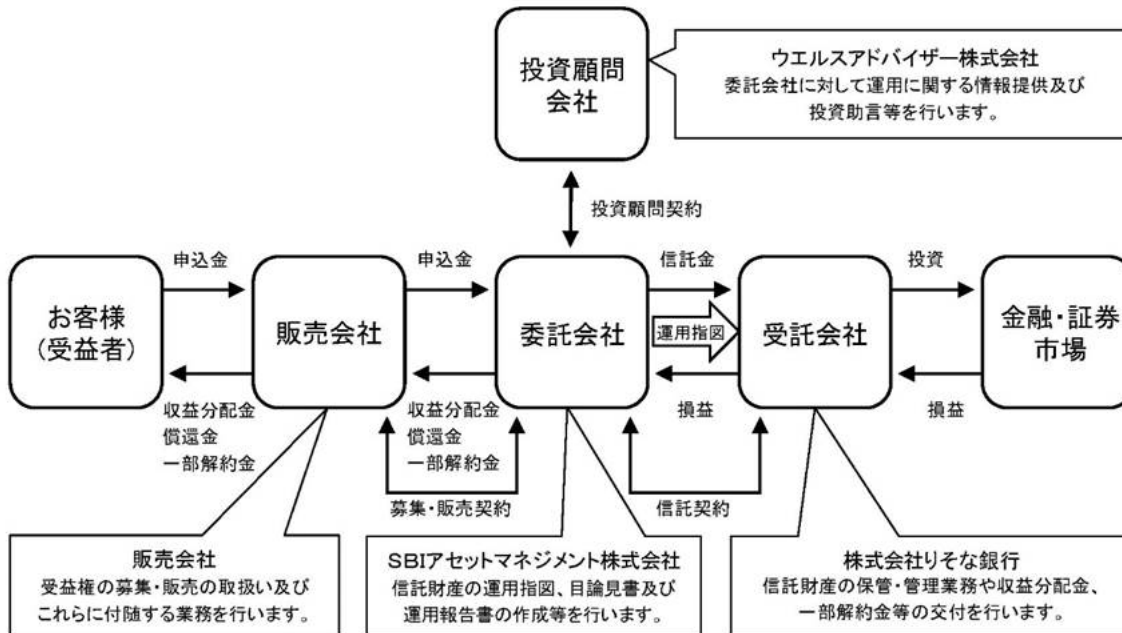 投資顧問
会社
ウエルスアドバイザー株式会社
委託会社に対して運用に関する情報提供及び
投資助言等を行います。
投資顧問契約
お客様
(受益者)
申込金
販売会社
申込金
委託会社
信託金
運用指図
受託会社
投資
金融・証券
市場
収益分配金
償還金
一部解約金
収益分配金
償還金
一部解約金
損益
損益
募集・販売契約
信託契約
販売会社
受益権の募集・販売の取扱い及び
これらに付随する業務を行います。
SBIアセットマネジメント株式会社
信託財産の運用指図、目論見書及び
運用報告書の作成等を行います。
株式会社りそな銀行
信託財産の保管・管理業務や収益分配金、
一部解約金等の交付を行います。